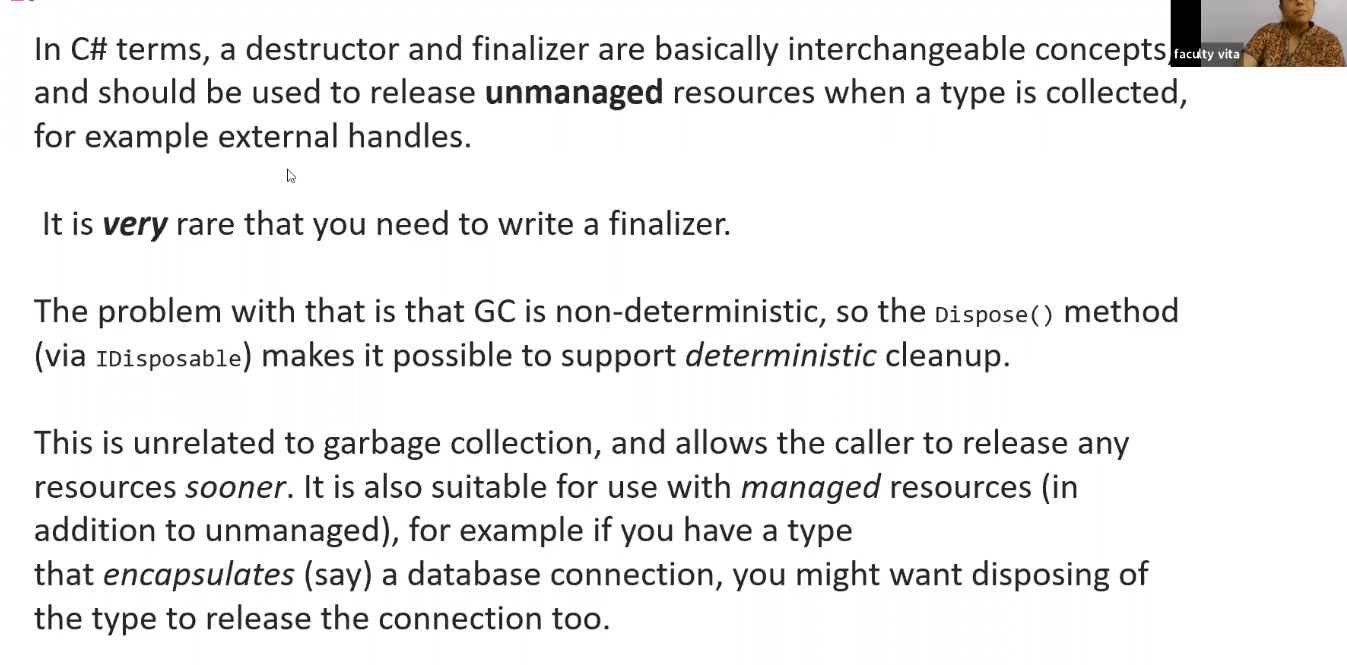 In C# terms, a destructor and finalizer are basically interchangeable concepts,
faculty vita
and should be used to release unmanaged resources when a type is collected,
for example external handles.
It is very rare that you need to write a finalizer.
The problem with that is that GC is non-deterministic, so the Dispose() method
(via IDisposable) makes it possible to support deterministic cleanup.
This is unrelated to garbage collection, and allows the caller to release any
resources sooner. It is also suitable for use with managed resources (in
addition to unmanaged), for example if you have a type
that encapsulates (say) a database connection, you might want disposing of
the type to release the connection too.